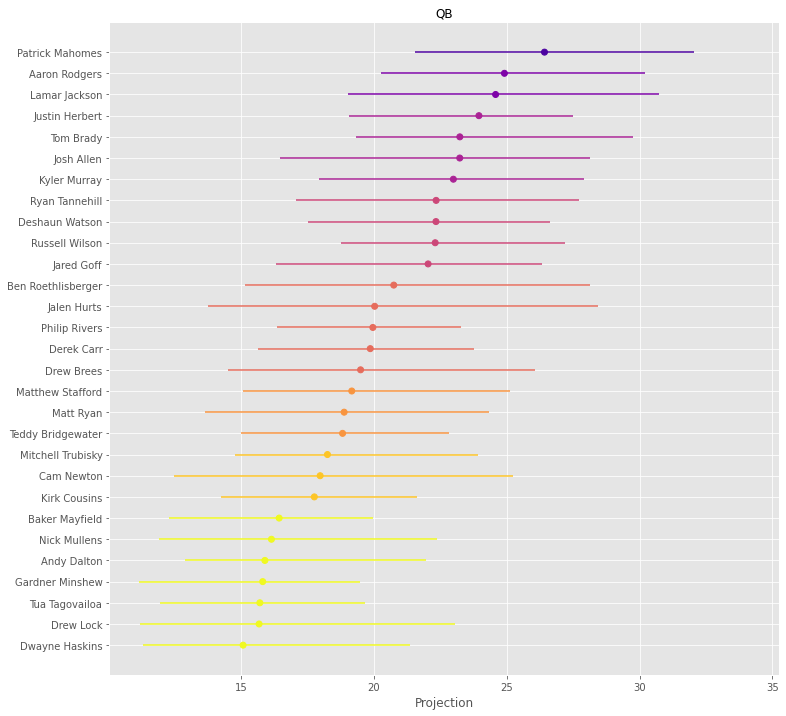 QB
Patrick Mahomes
Aaron Rodgers
Lamar Jackson
Justin Herbert
Tom Brady
Josh Allen
Kyler Murray
Ryan Tannehill
Deshaun Watson
Russell Wilson
Jared Goff
Ben Roethlisberger
Jalen Hurts
Philip Rivers
Derek Carr
Drew Brees
Matthew Stafford
Matt Ryan
Teddy Bridgewater
Mitchell Trubisky
Cam Newton
Kirk Cousins
Baker Mayfield
Nick Mullens
Andy Dalton
Gardner Minshew
Tua Tagovailoa
Drew Lock
Dwayne Haskins
15 20 25 30 35
Projection